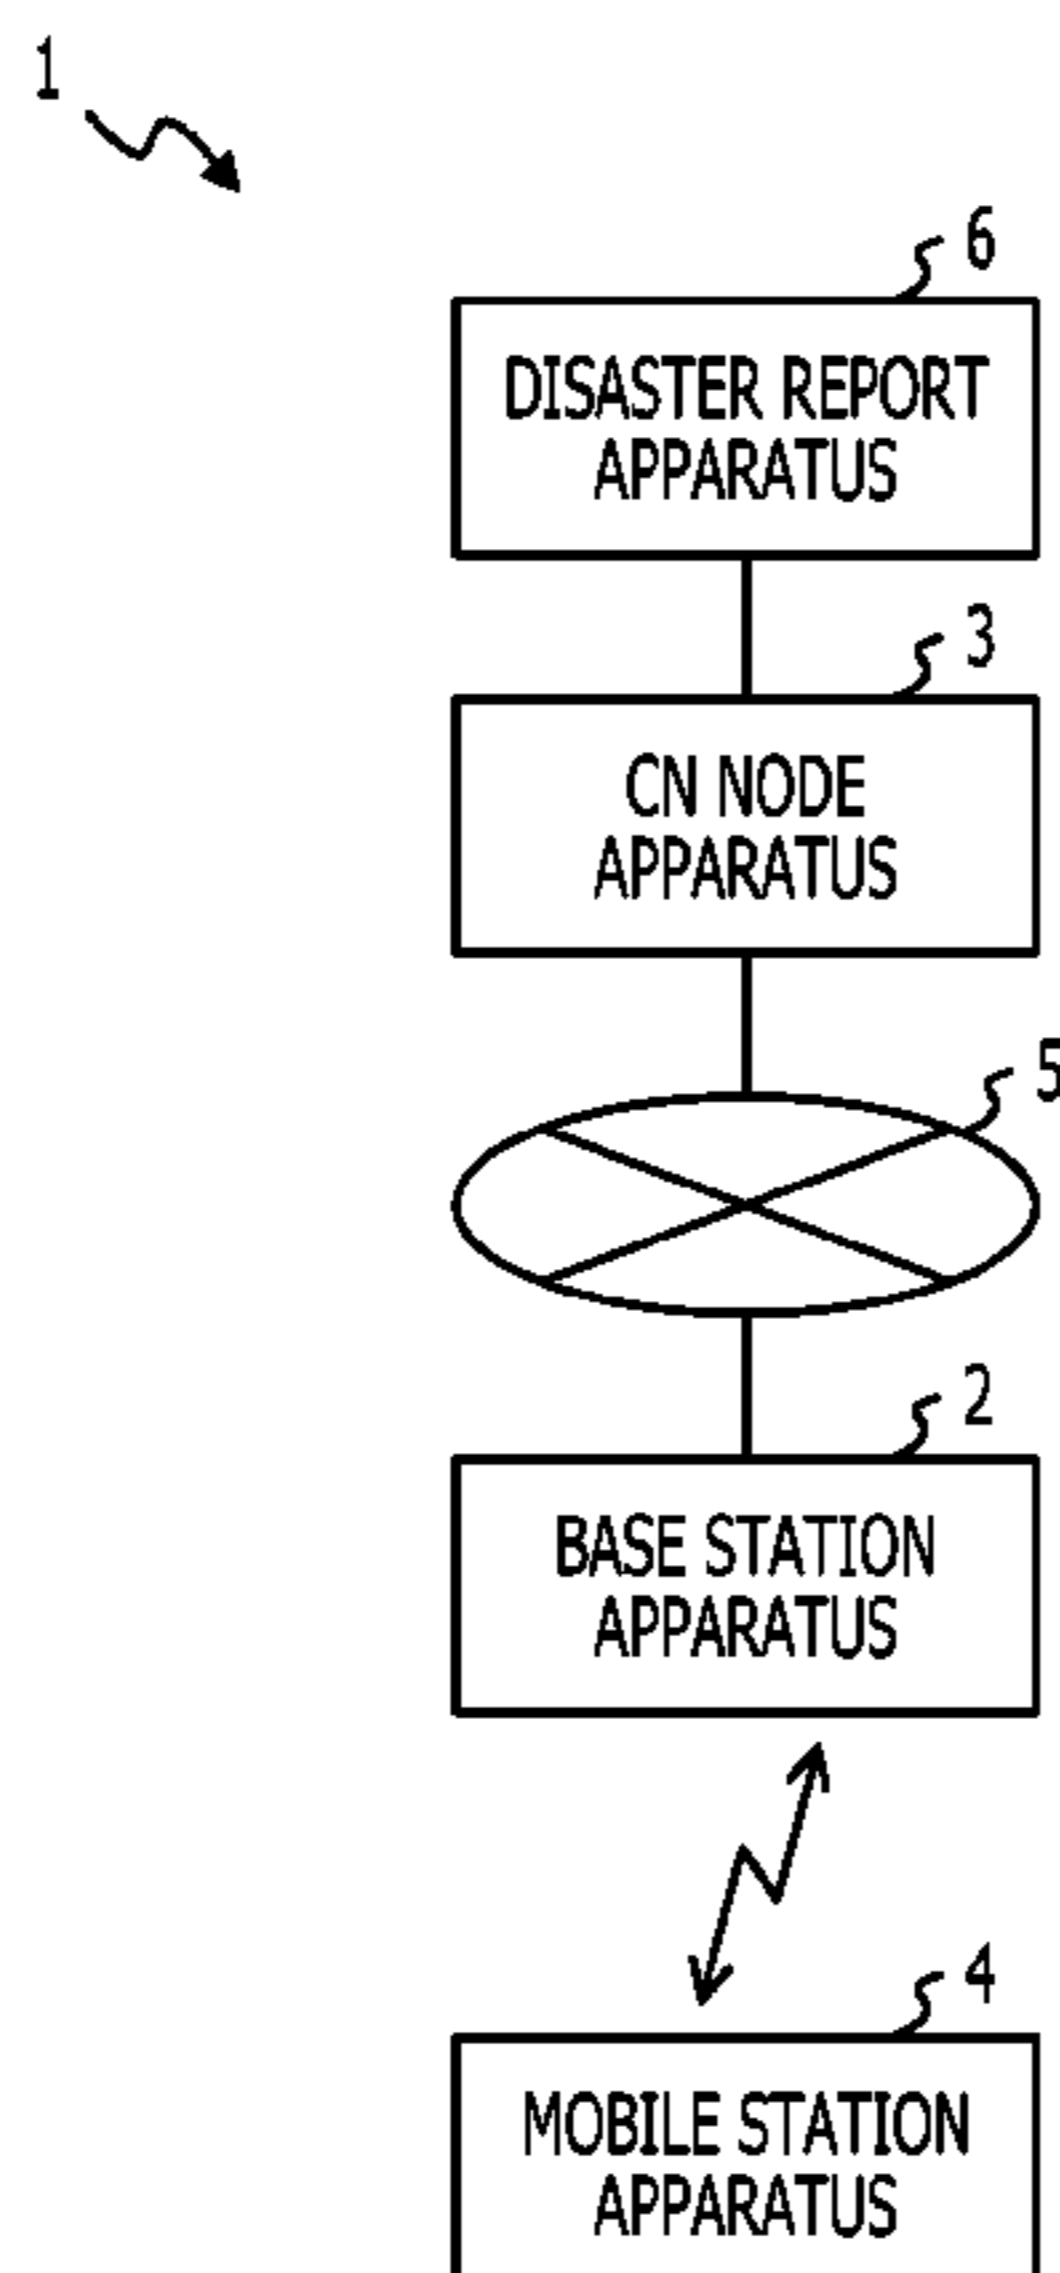 1
6
DISASTER REPORT
APPARATUS
3
CN NODE
APPARATUS
5
2
BASE STATION
APPARATUS
4
MOBILE STATION
APPARATUS